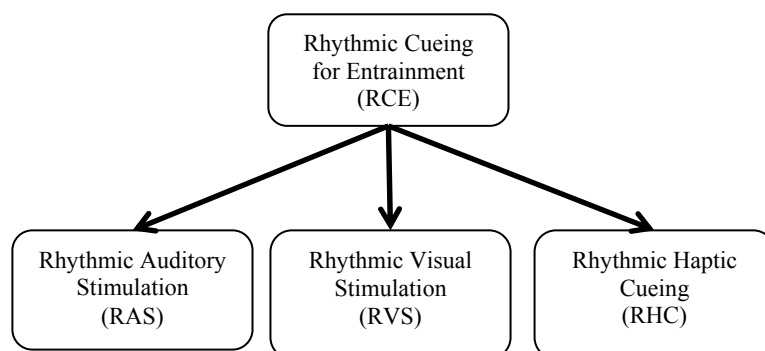 Rhythmic Cueing
for Entrainment
(RCE)
Rhythmic Auditory
Stimulation
(RAS)
Rhythmic Visual
Stimulation
(RVS)
Rhythmic Haptic
Cueing
(RHC)